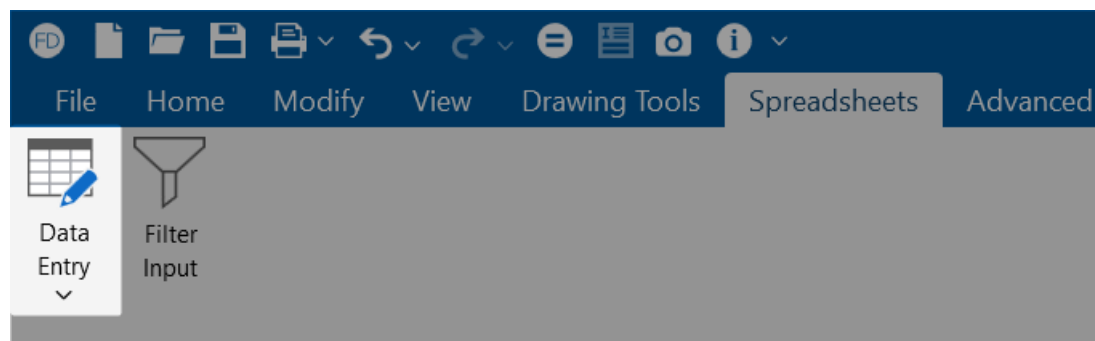 FD
File Home Modify View Drawing Tools Spreadsheets Advanced
Data Filter
Entry Input